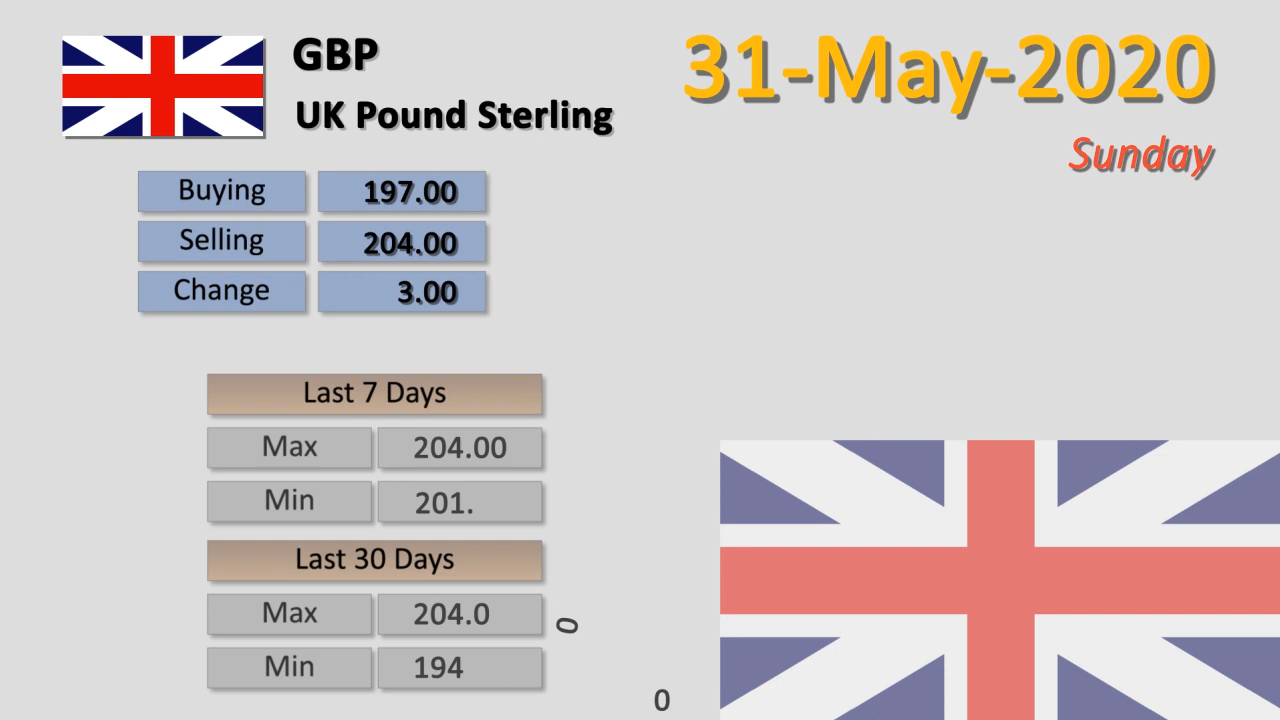 GBP
UK Pound Sterling
31-May-2020
Sunday
Buying 197.00
Selling 204.00
Change 3.00
Last 7 Days
Max 204.00
Min 201.
Last 30 Days
Max 204.0
0
Min 194
0